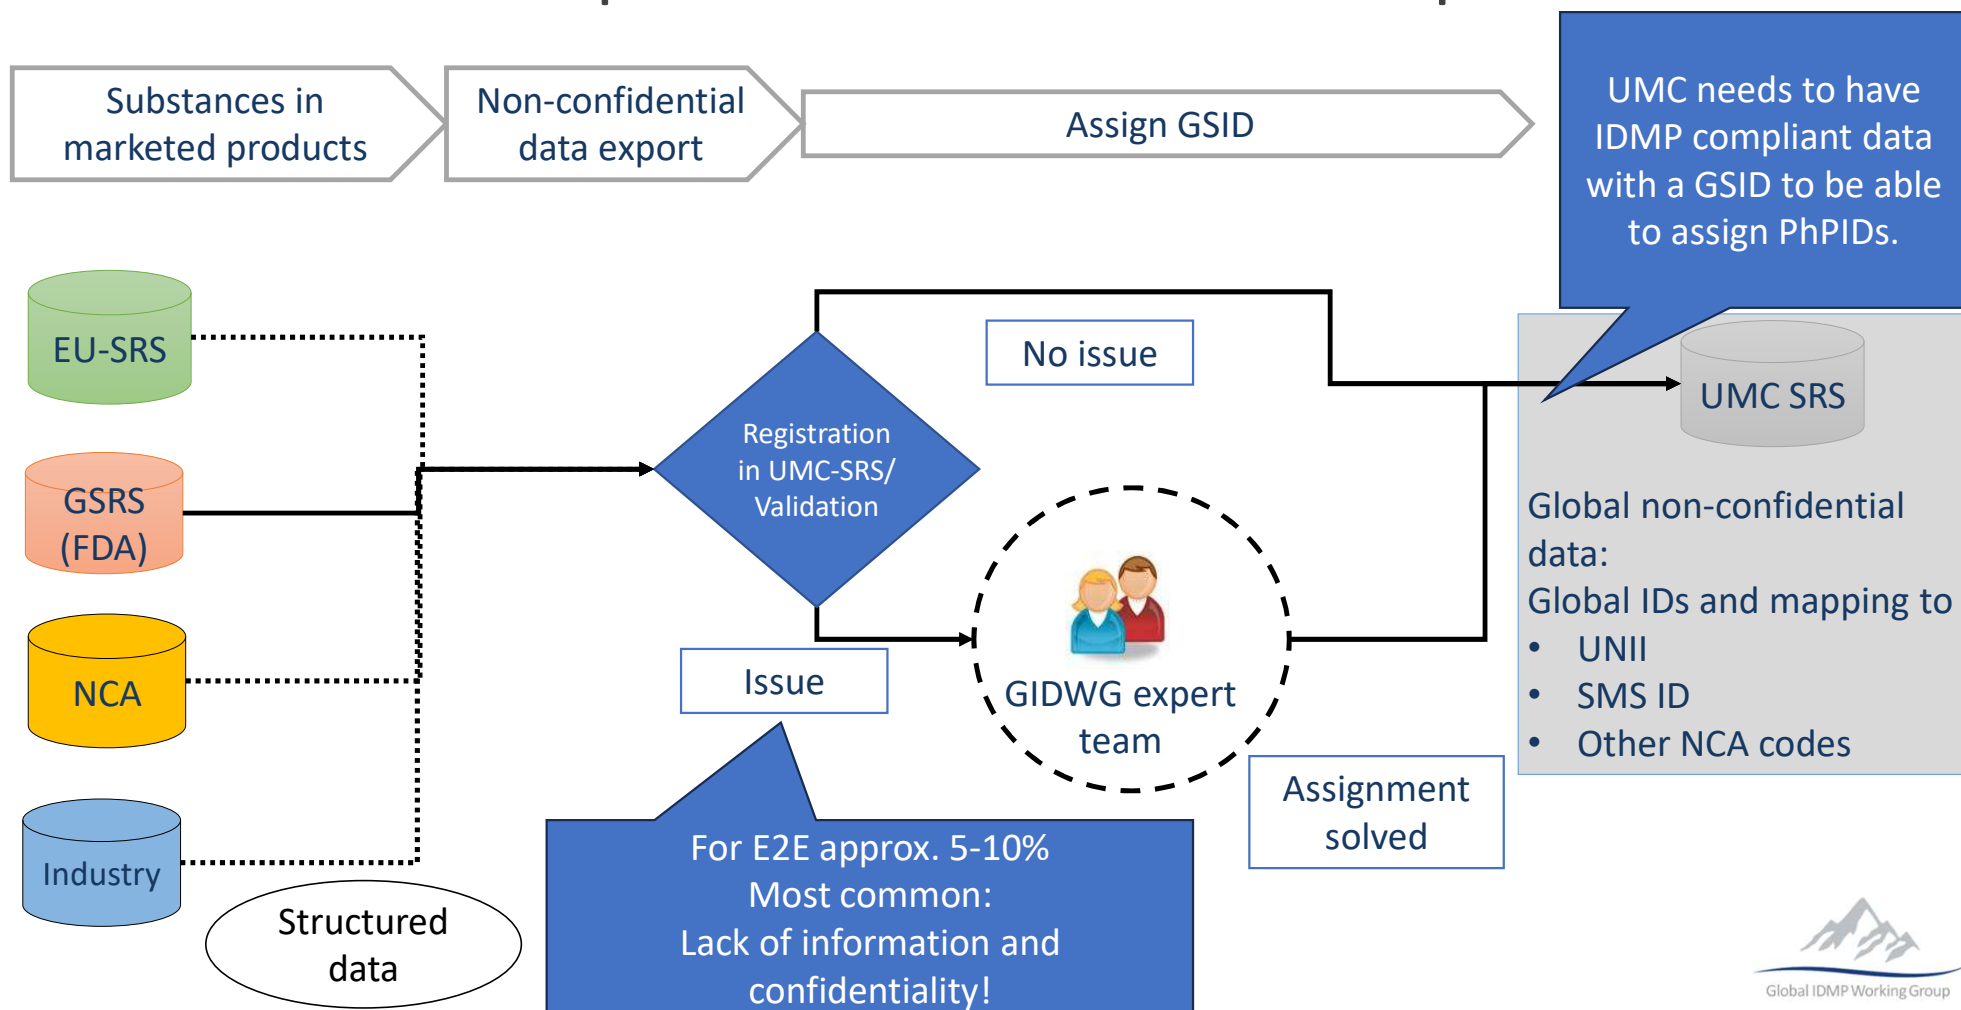 Substances in
marketed products
Non-confidential
data export
Assign GSID
UMC needs to have
IDMP compliant data
with a GSID to be able
to assign PhPIDs.
EU-SRS
GSRS
(FDA)
NCA
Industry
Structured
data
Registration
in UMC-SRS/
Validation
No issue
Issue
GIDWG expert
team
Assignment
solved
For E2E approx. 5-10%
Most common:
Lack of information and
confidentiality!
UMC SRS
Global non-confidential
data:
Global IDs and mapping to
• UNII
• SMS ID
• Other NCA codes
Global IDMP Working Group